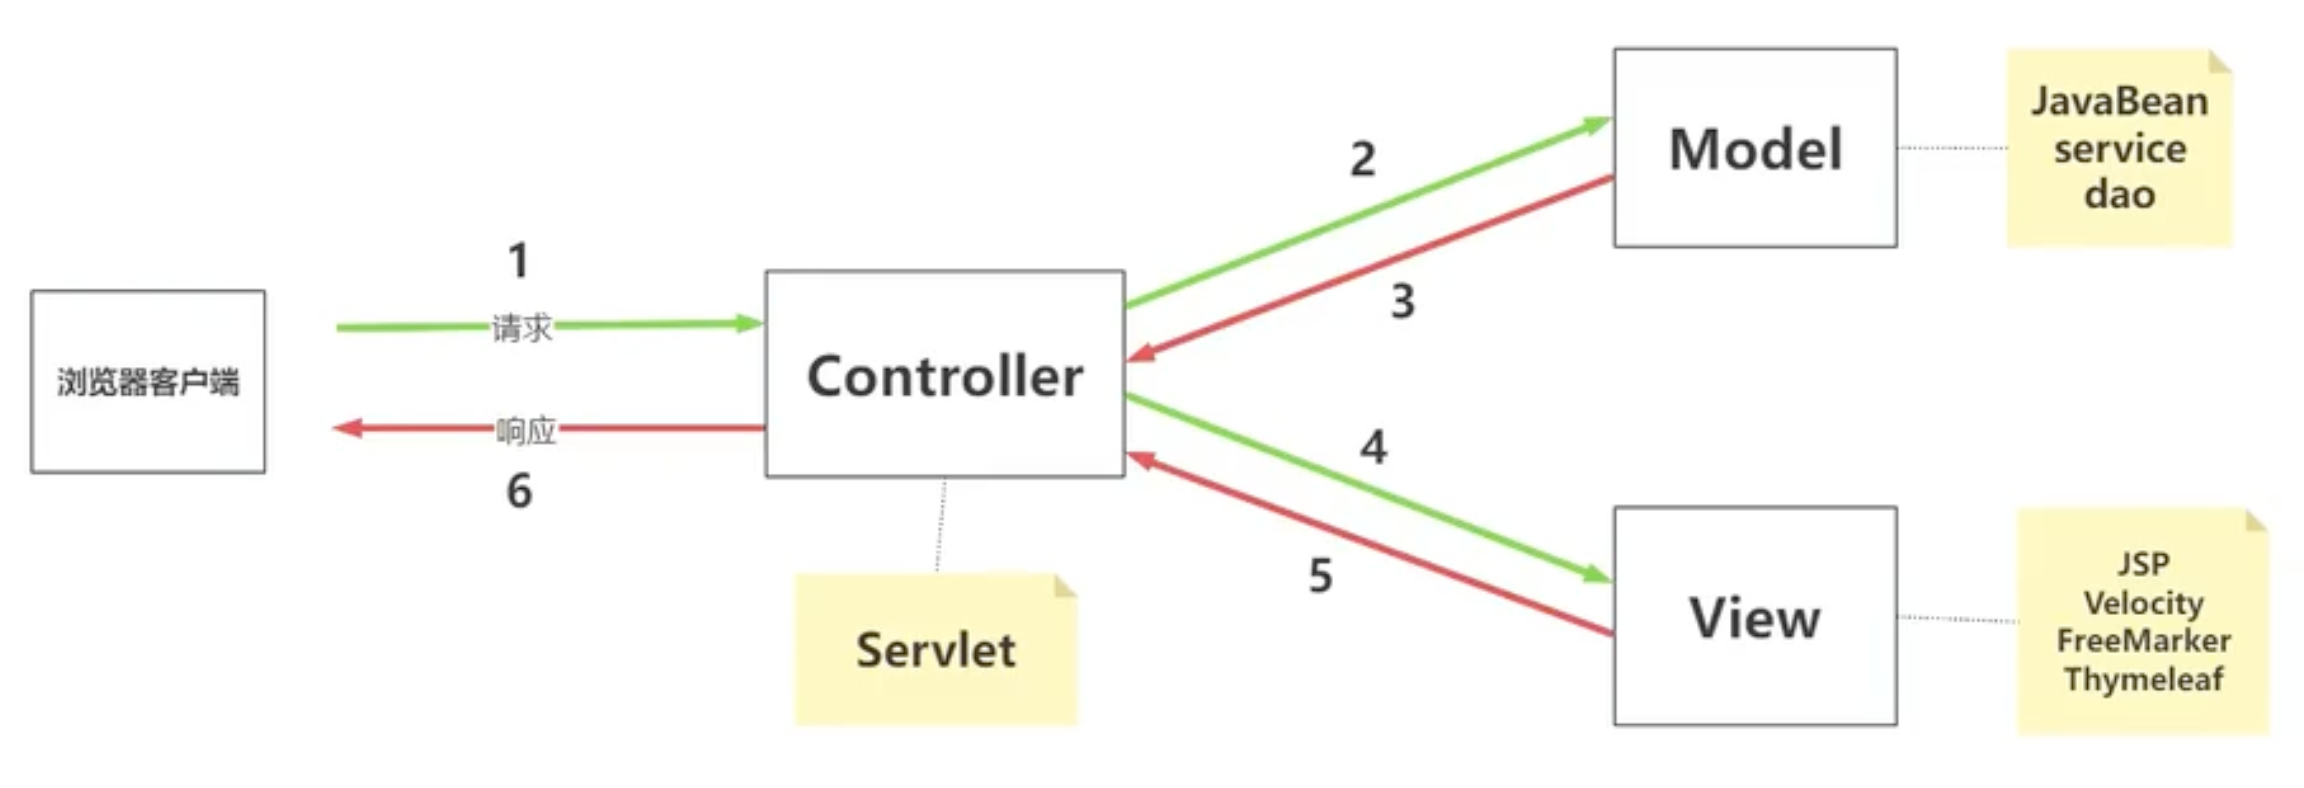 浏览器客户端
1
请求
响应
6
Controller
Servlet
2
3
4
5
Model
JavaBean
service
dao
View
JSP
Velocity
FreeMarker
Thymeleaf